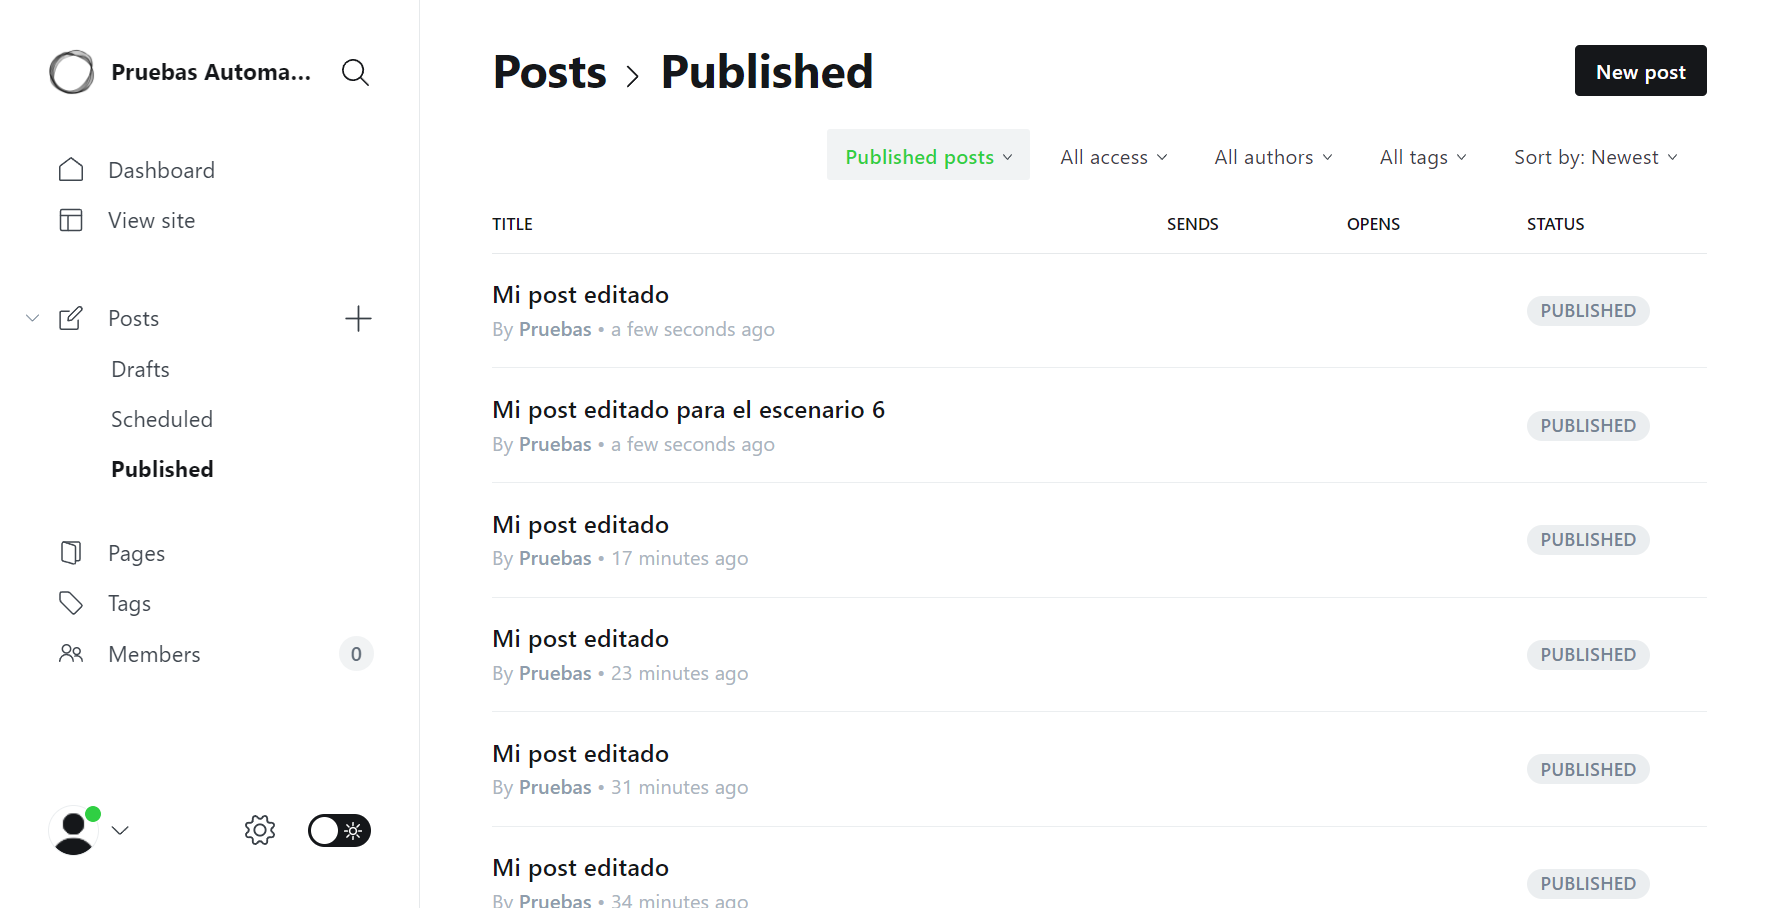 Pruebas Automa...
Dashboard
View site
Posts
Drafts
Scheduled
Published
Pages
Tags
Members 0
Posts > Published
New post
Published posts All access All authors All tags Sort by: Newest
TITLE SENDS OPENS STATUS
Mi post editado
By Pruebas • a few seconds ago
PUBLISHED
Mi post editado para el escenario 6
By Pruebas • a few seconds ago
PUBLISHED
Mi post editado
By Pruebas • 17 minutes ago
PUBLISHED
Mi post editado
By Pruebas • 23 minutes ago
PUBLISHED
Mi post editado
By Pruebas • 31 minutes ago
PUBLISHED
Mi post editado
By Pruebas • 34 minutes ago
PUBLISHED